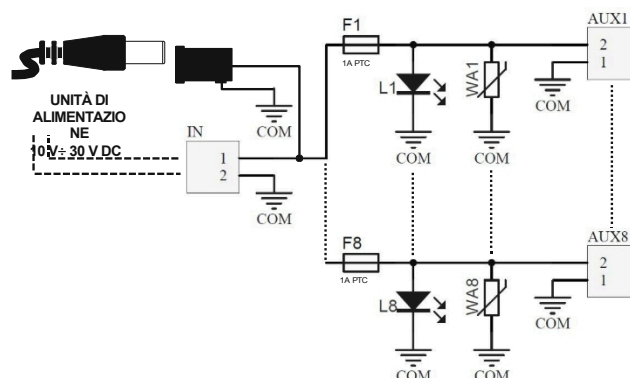 AUX1
F1
2
1A PTC
1
L1
WA1
COM
UNITÀ DI
ALIMENTAZIO
NE
10 V÷ 30 V DC
IN
COM
COM
COM
COM
1
2
COM
AUX8
F8
2
1A PTC
1
L8
WA8
COM
COM
COM